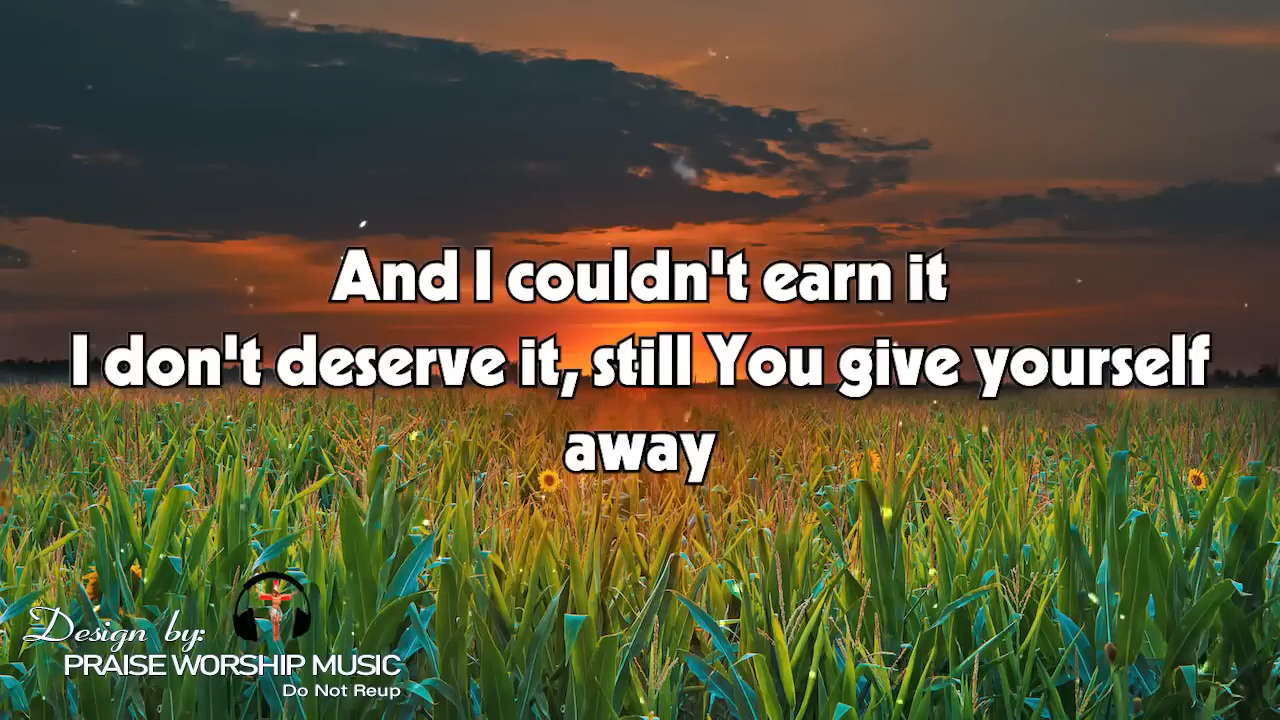 And I couldn't earn it
I don't deserve it, still You give yourself
away
Design by:
PRAISE WORSHIP MUSIC
Do Not Reup